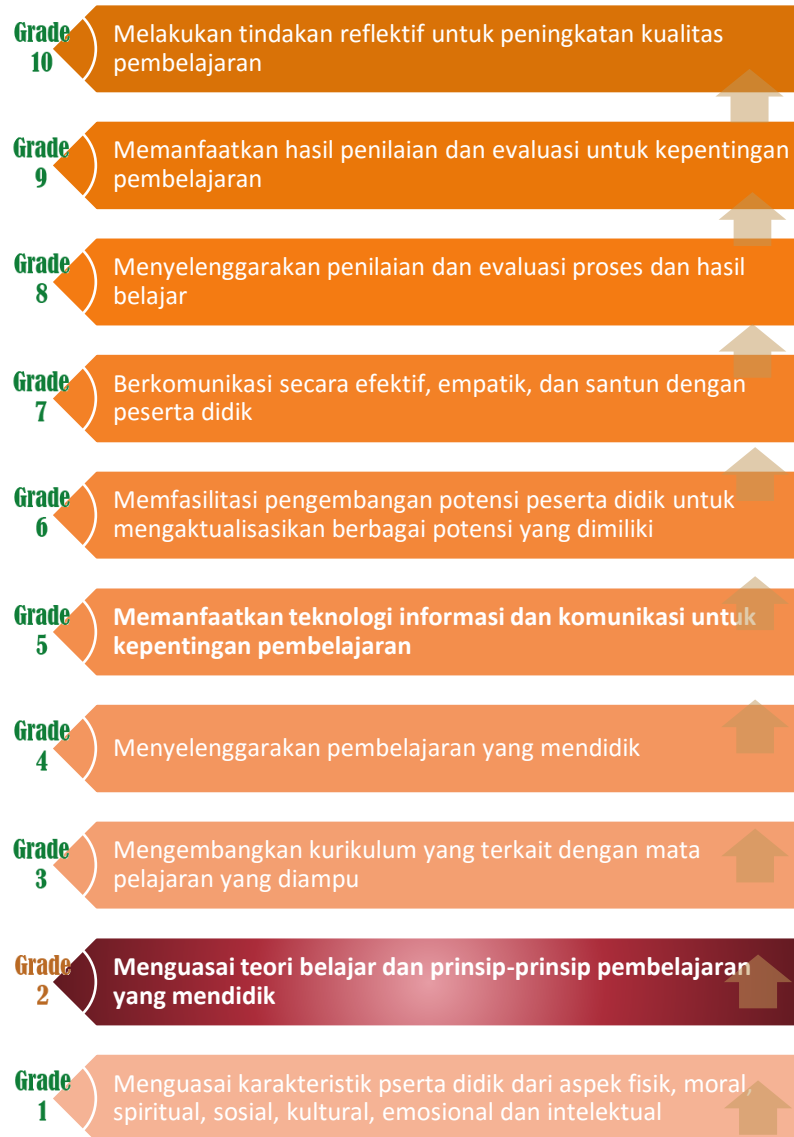 Grade
10
Melakukan tindakan reflektif untuk peningkatan kualitas
pembelajaran
Grade
9
Memanfaatkan hasil penilaian dan evaluasi untuk kepentingan
pembelajaran
Grade
8
Menyelenggarakan penilaian dan evaluasi proses dan hasil
belajar
Grade
7
Berkomunikasi secara efektif, empatik, dan santun dengan
peserta didik
Grade
6
Memfasilitasi pengembangan potensi peserta didik untuk
mengaktualisasikan berbagai potensi yang dimiliki
Grade
5
Memanfaatkan teknologi informasi dan komunikasi untuk
kepentingan pembelajaran
Grade
4
Menyelenggarakan pembelajaran yang mendidik
Grade
3
Mengembangkan kurikulum yang terkait dengan mata
pelajaran yang diampu
Grade
2
Menguasai teori belajar dan prinsip-prinsip pembelajaran
yang mendidik
Grade
1
Menguasai karakteristik pserta didik dari aspek fisik, moral,
spiritual, sosial, kultural, emosional dan intelektual